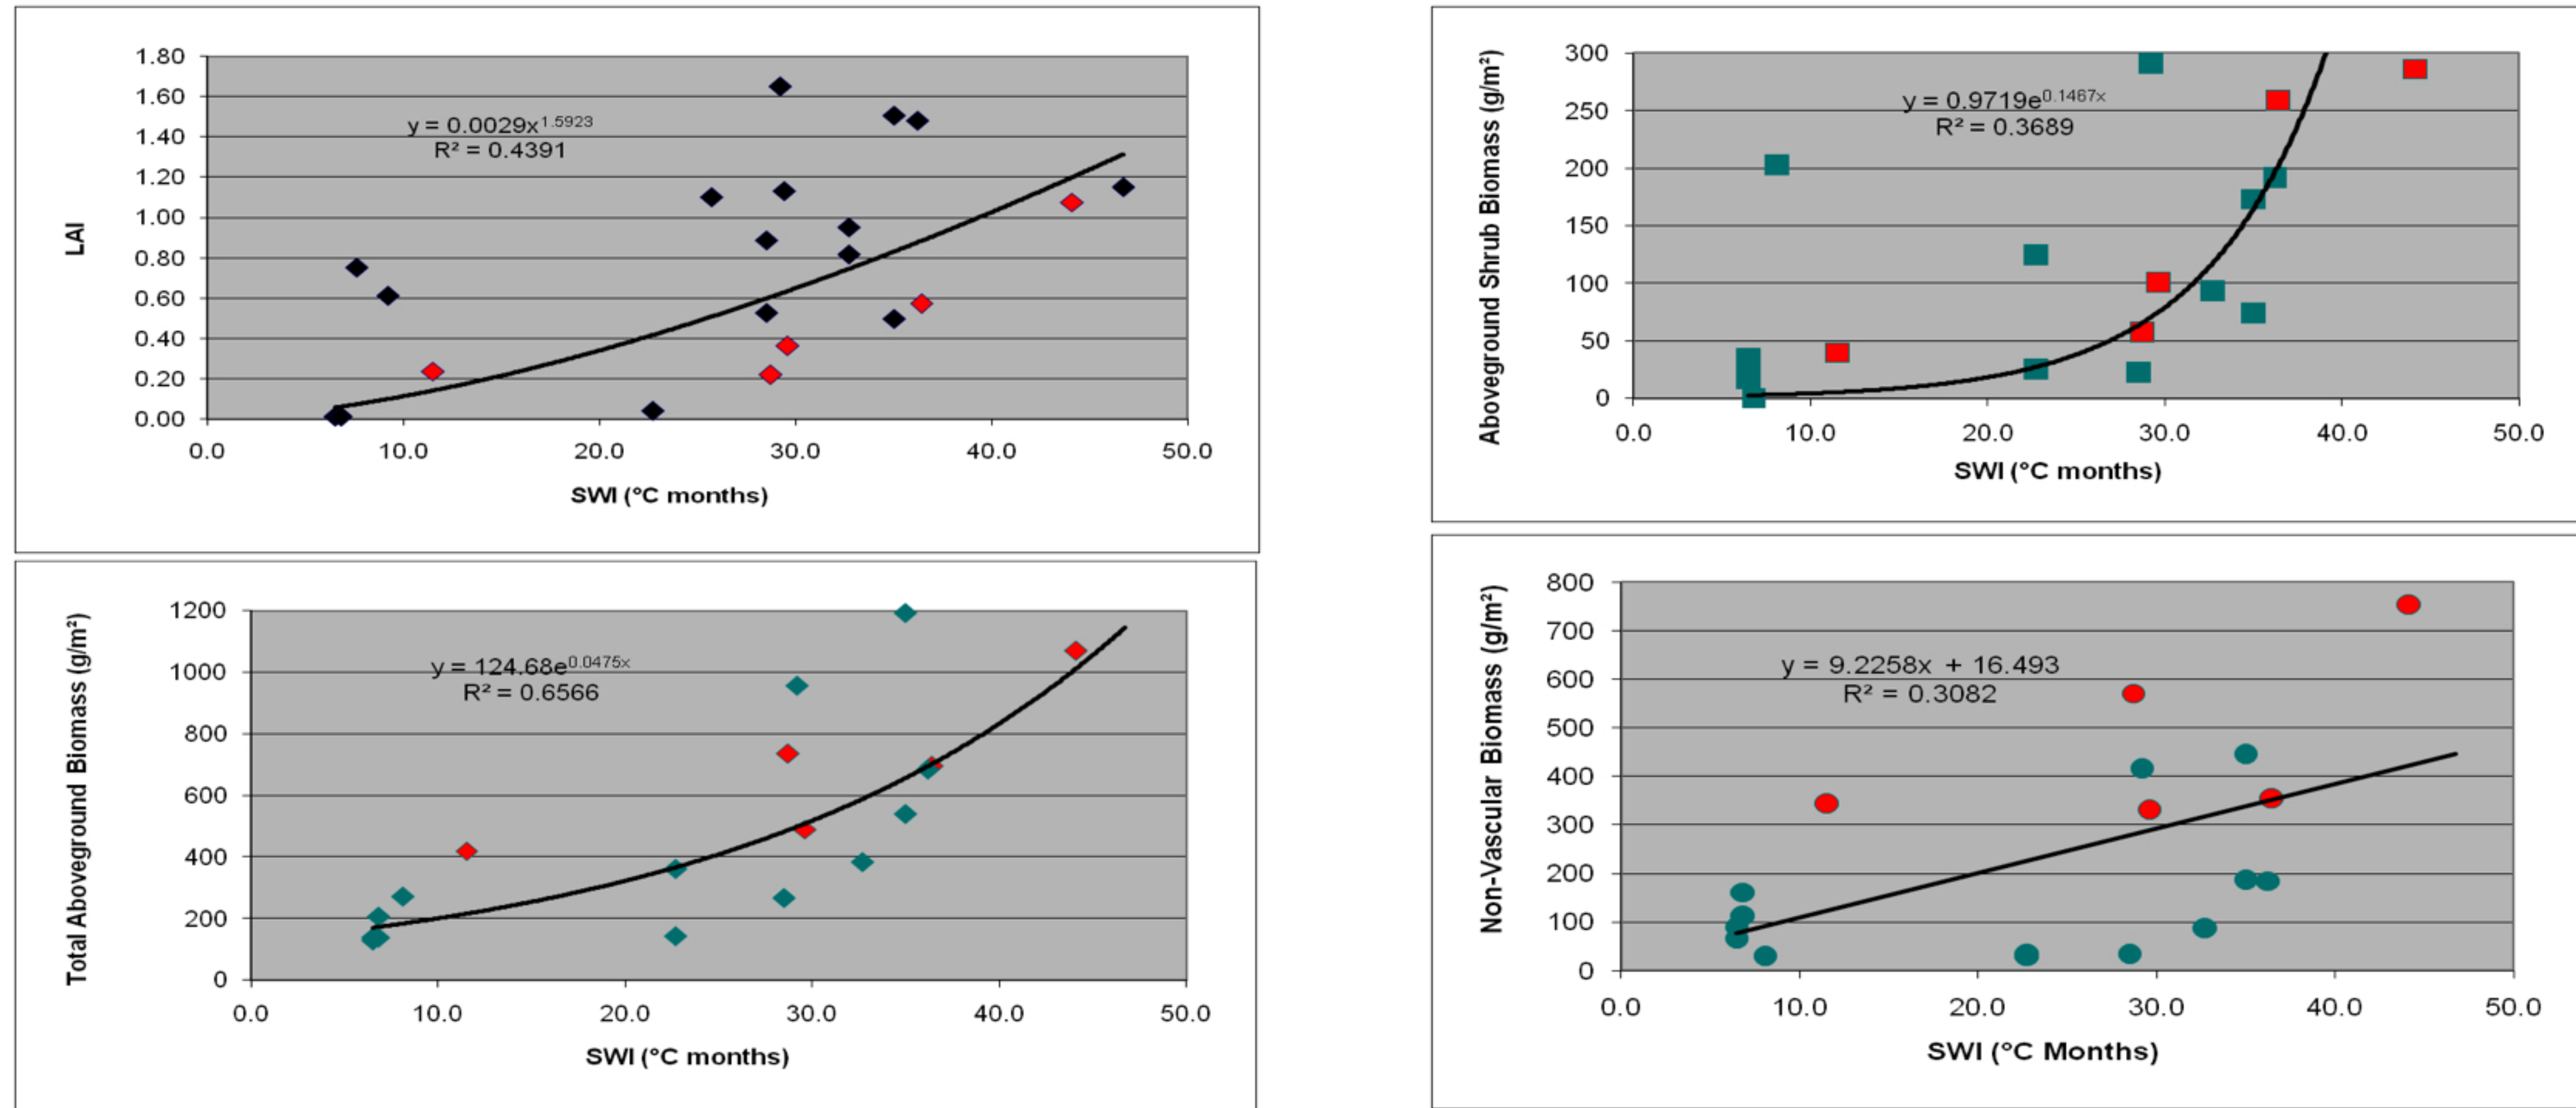 LAI
1.80
1.60
1.40
1.20
1.00
0.80
0.60
0.40
0.20
0.00
y = 0.0029x^1.5923
R² = 0.4391
0.0 10.0 20.0 30.0 40.0 50.0
SWI (°C months)
Aboveground Shrub Biomass (g/m²)
300
250
200
150
100
50
0
y = 0.9719e^0.1467x
R² = 0.3689
0.0 10.0 20.0 30.0 40.0 50.0
SWI (°C months)
Total Aboveground Biomass (g/m²)
1200
1000
800
600
400
200
0
y = 124.68e^0.0475x
R² = 0.6566
0.0 10.0 20.0 30.0 40.0 50.0
SWI (°C months)
Non-Vascular Biomass (g/m²)
800
700
600
500
400
300
200
100
0
y = 9.2258x + 16.493
R² = 0.3082
0.0 10.0 20.0 30.0 40.0 50.0
SWI (°C Months)